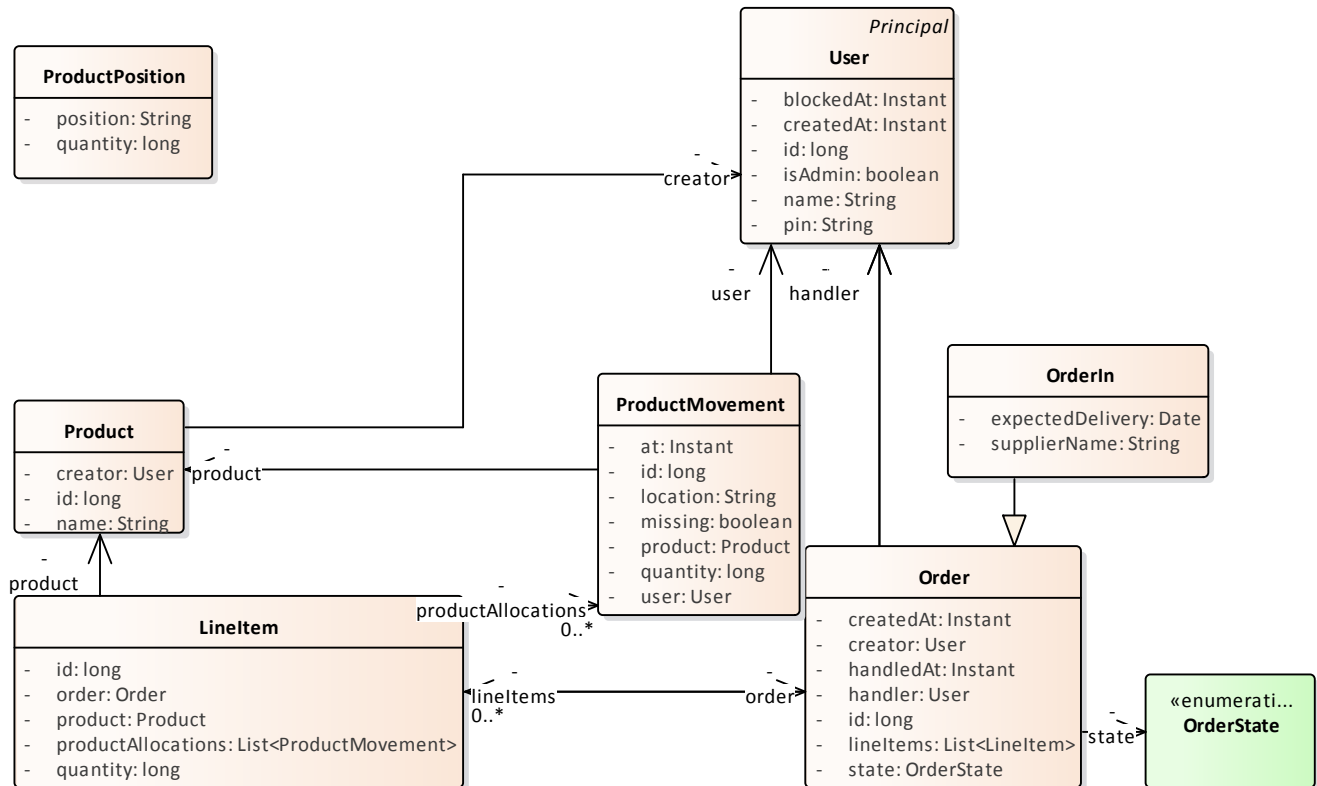 Principal
User
- blockedAt: Instant
- createdAt: Instant
- id: long
- isAdmin: boolean
- name: String
- pin: String
ProductPosition
- position: String
- quantity: long
-
creator
-
user
-
handler
OrderIn
- expectedDelivery: Date
- supplierName: String
ProductMovement
- at: Instant
- id: long
- location: String
- missing: boolean
- product: Product
- quantity: long
- user: User
Product
- creator: User
- id: long
- name: String
-
product
-
product
Order
- createdAt: Instant
- creator: User
- handledAt: Instant
- handler: User
- id: long
- lineItems: List<LineItem>
- state: OrderState
LineItem
- id: long
- order: Order
- product: Product
- productAllocations: List<ProductMovement>
- quantity: long
-
productAllocations
0..*
-
lineItems
0..*
-
order
-
state
«enumerati...
OrderState